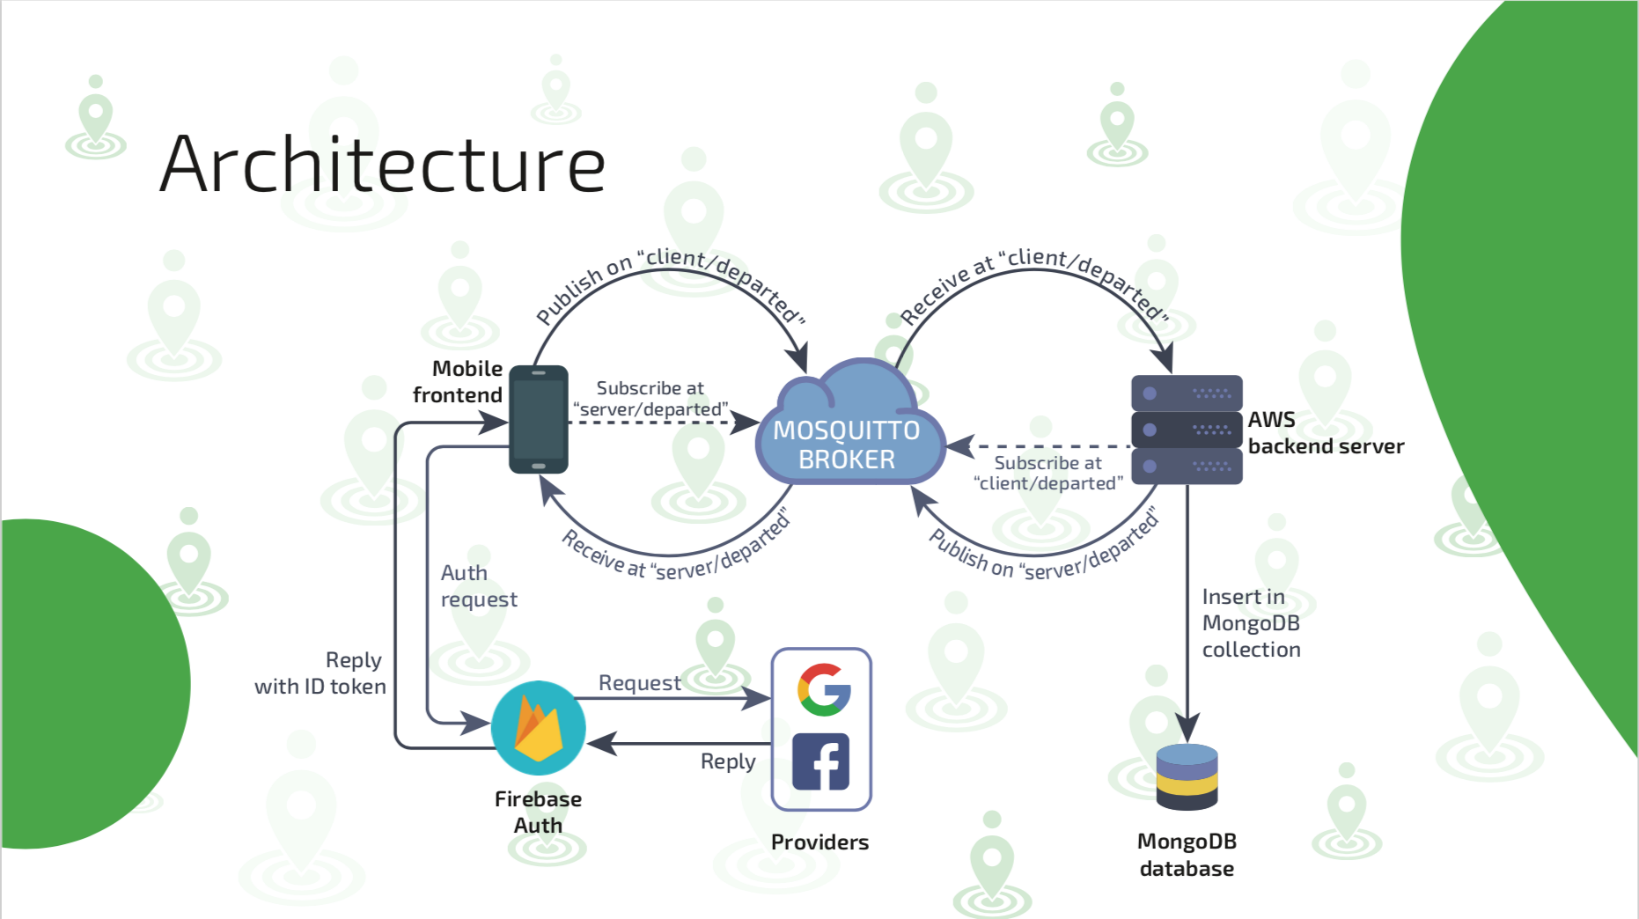 Architecture
Publish on “client/departed”
Receive at “client/departed”
Mobile
frontend
Subscribe at
“server/departed”
MOSQUITTO
BROKER
AWS
backend server
Subscribe at
“client/departed”
Receive at “server/departed”
Publish on “server/departed”
Auth
request
Insert in
MongoDB
collection
Reply
with ID token
Request
Reply
Firebase
Auth
Providers
MongoDB
database